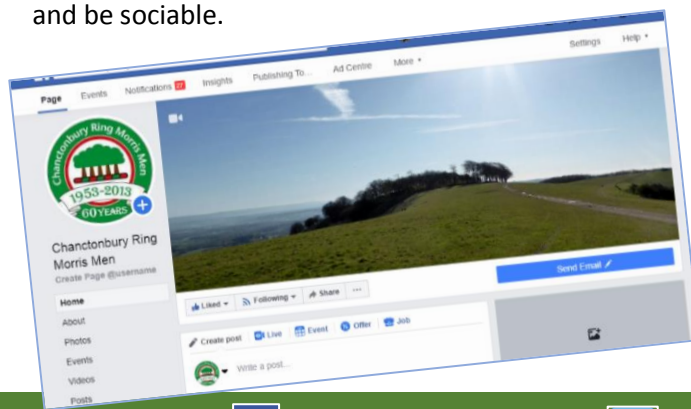 and be sociable.
Page Events Notifications 27 Insights Publishing To... Ad Centre More Settings Help
Chanctonbury Ring Morris Men
1953-2013
60 YEARS
Chanctonbury Ring
Morris Men
Create Page @username
Home
About
Photos
Events
Videos
Posts
Liked Following Share ...
Send Email
Create post Live Event Offer Job
Write a post...